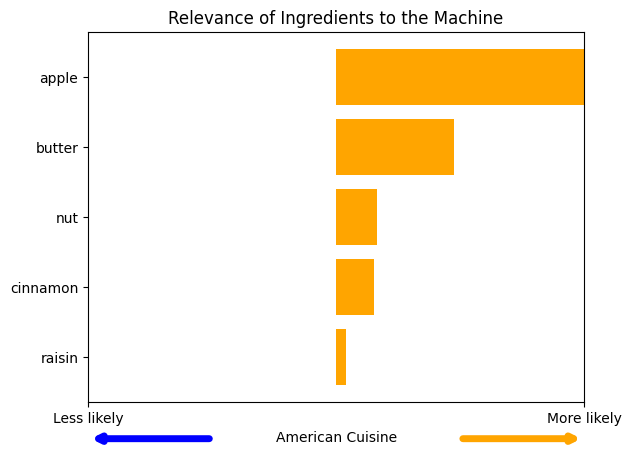 Relevance of Ingredients to the Machine
apple
butter
nut
cinnamon
raisin
Less likely
More likely
American Cuisine